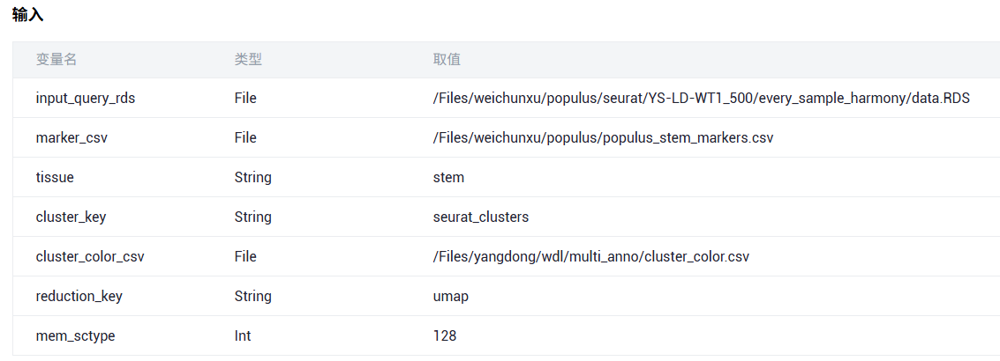 输入
变量名 类型 取值
input_query_rds File /Files/weichunxu/populus/seurat/YS-LD-WT1_500/every_sample_harmony/data.RDS
marker_csv File /Files/weichunxu/populus/populus_stem_markers.csv
tissue String stem
cluster_key String seurat_clusters
cluster_color_csv File /Files/yangdong/wdl/multi_anno/cluster_color.csv
reduction_key String umap
mem_sctype Int 128